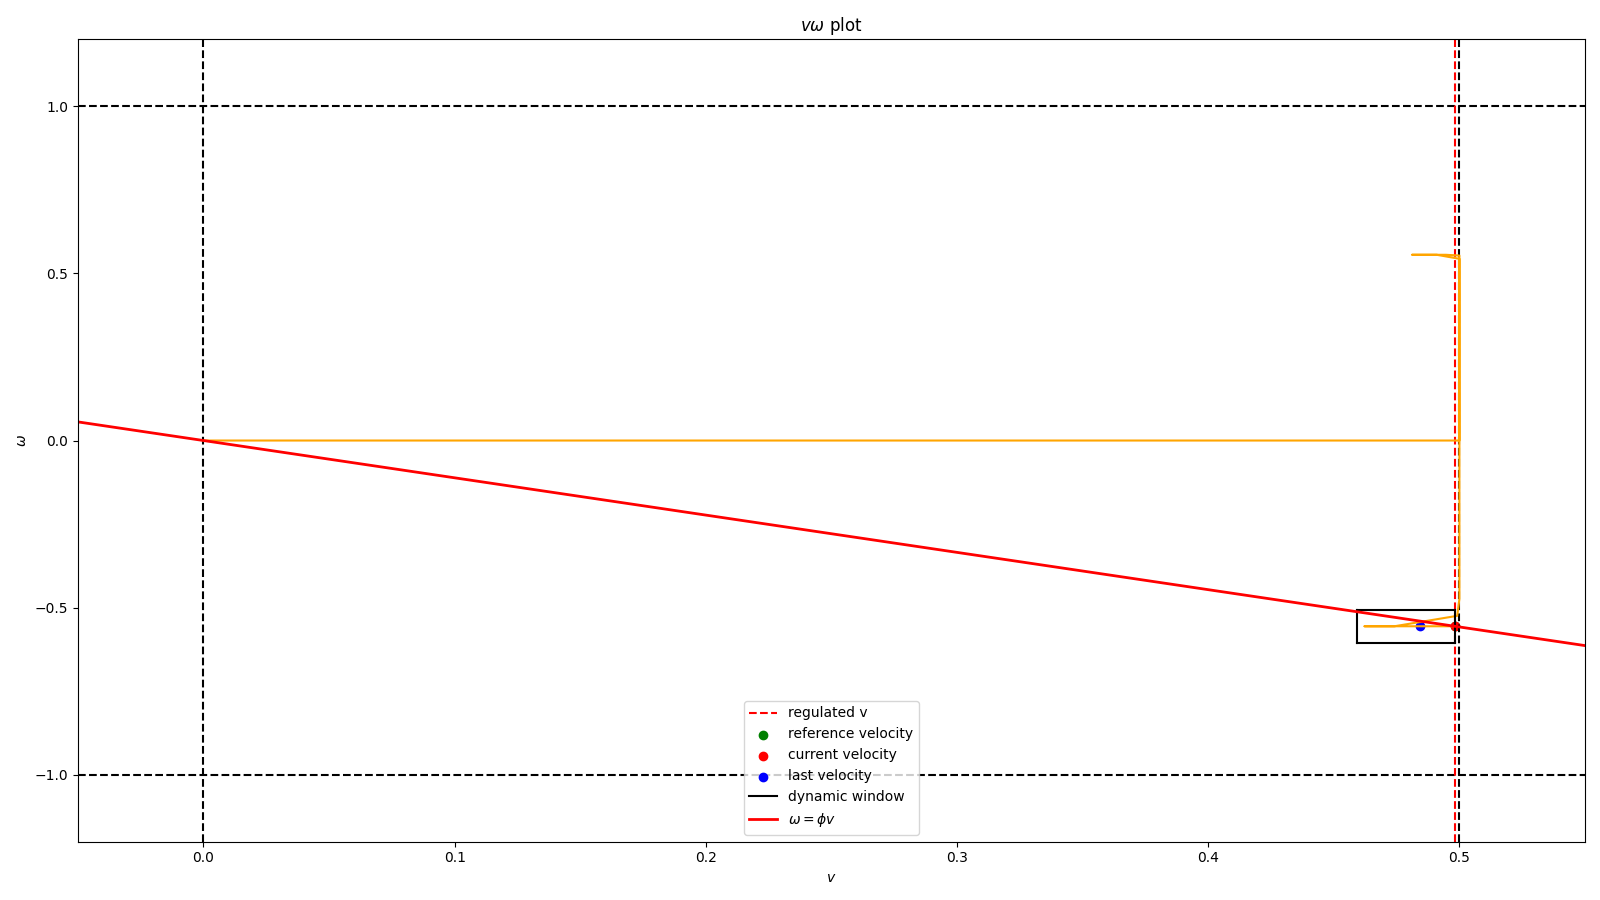 vω plot
1.0
0.5
0.0
−0.5
−1.0
ω
0.0 0.1 0.2 0.3 0.4 0.5
v
regulated v
reference velocity
current velocity
last velocity
dynamic window
ω = ϕv